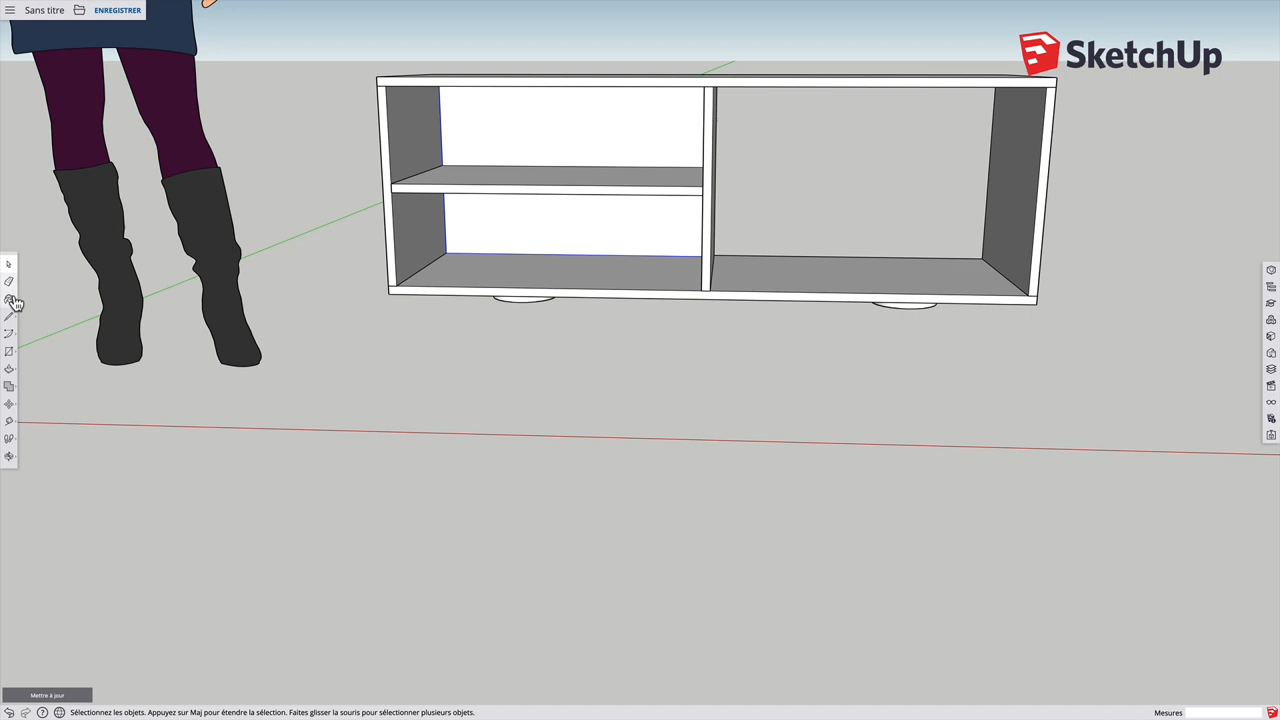 Sans titre
ENREGISTRER
SketchUp
Mettre à jour
Sélectionnez les objets. Appuyez sur Maj pour étendre la sélection. Faites glisser la souris pour sélectionner plusieurs objets.
Mesures